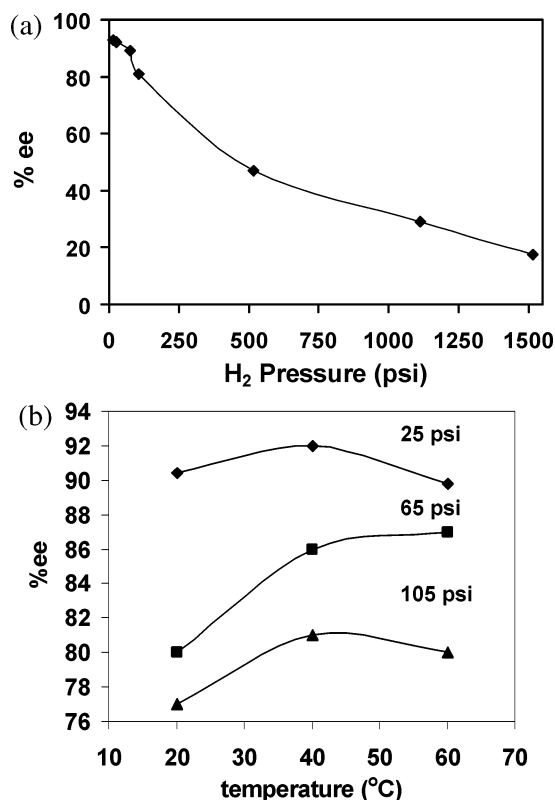 (a)
100
80
60
40
20
0
% ee
0 250 500 750 1000 1250 1500
H₂ Pressure (psi)
(b)
94
92
90
88
86
84
82
80
78
76
%ee
25 psi
65 psi
105 psi
10 20 30 40 50 60 70
temperature (°C)